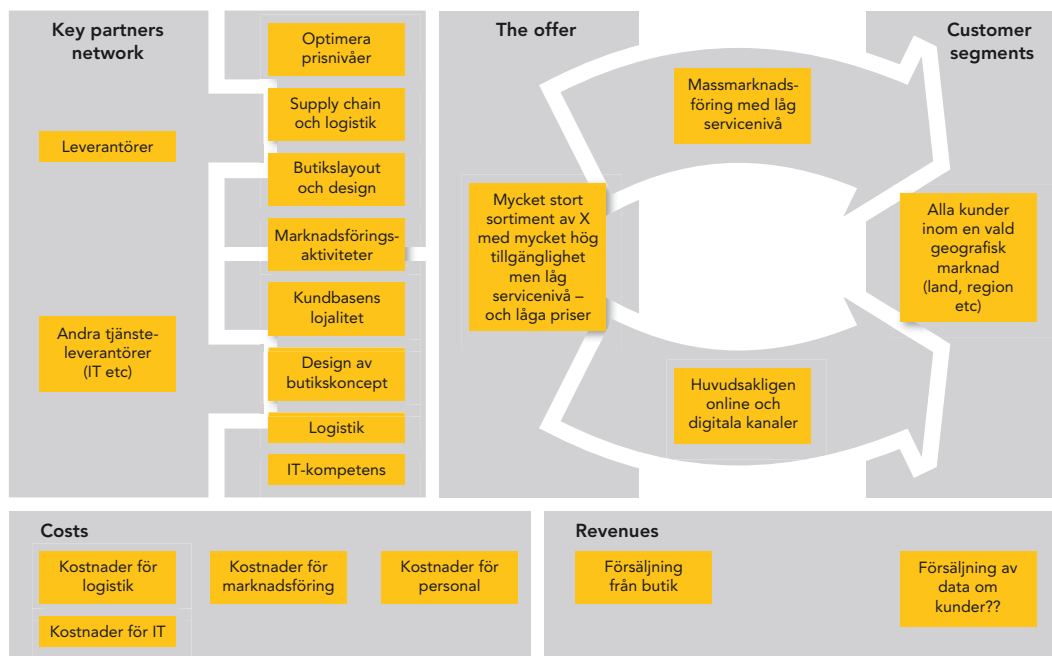 Key partners
network
Leverantörer
Andra tjänste-
leverantörer
(IT etc)
Optimera
prisnivåer
Supply chain
och logistik
Butikslayout
och design
Marknadsförings-
aktiviteter
Kundbasens
lojalitet
Design av
butikskoncept
Logistik
IT-kompetens
The offer
Mycket stort
sortiment av X
med mycket hög
tillgänglighet
men låg
servicenivå –
och låga priser
Massmarknads-
föring med låg
servicenivå
Huvudsakligen
online och
digitala kanaler
Customer
segments
Alla kunder
inom en vald
geografisk
marknad
(land, region
etc)
Costs
Kostnader för
logistik
Kostnader för
marknadsföring
Kostnader för
personal
Kostnader för IT
Revenues
Försäljning
från butik
Försäljning av
data om
kunder??